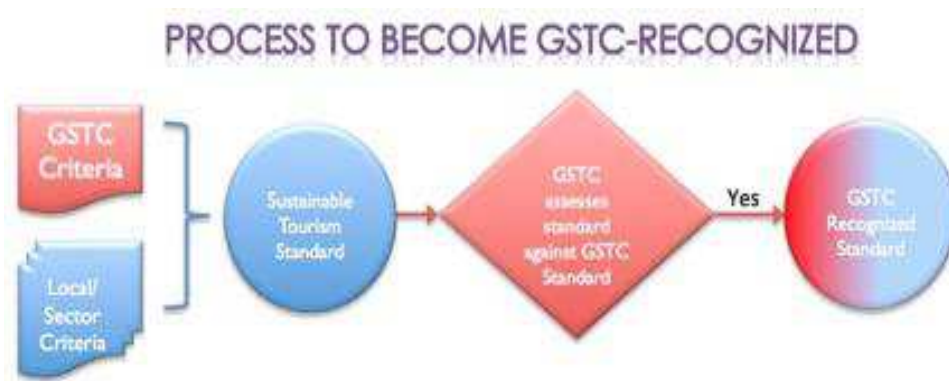 PROCESS TO BECOME GSTC-RECOGNIZED
GSTC
Criteria
Local/
Sector
Criteria
Sustainable
Tourism
Standard
GSTC
assesses
standard
against GSTC
Standard
Yes
GSTC
Recognized
Standard